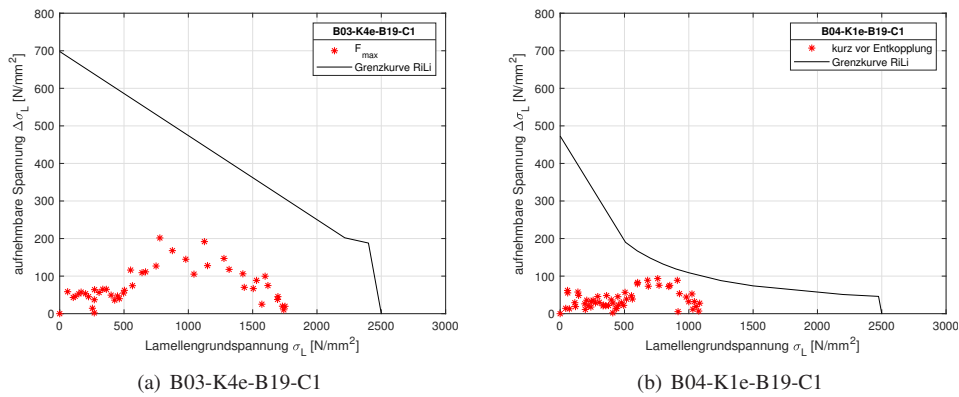 B03-K4e-B19-C1
F_max
Grenzkurve RiLi
aufnehmbare Spannung Δσ_L [N/mm²]
800
700
600
500
400
300
200
100
0
0 500 1000 1500 2000 2500 3000
Lamellengrundspannung σ_L [N/mm²]
(a) B03-K4e-B19-C1
B04-K1e-B19-C1
kurz vor Entkopplung
Grenzkurve RiLi
aufnehmbare Spannung Δσ_L [N/mm²]
800
700
600
500
400
300
200
100
0
0 500 1000 1500 2000 2500 3000
Lamellengrundspannung σ_L [N/mm²]
(b) B04-K1e-B19-C1